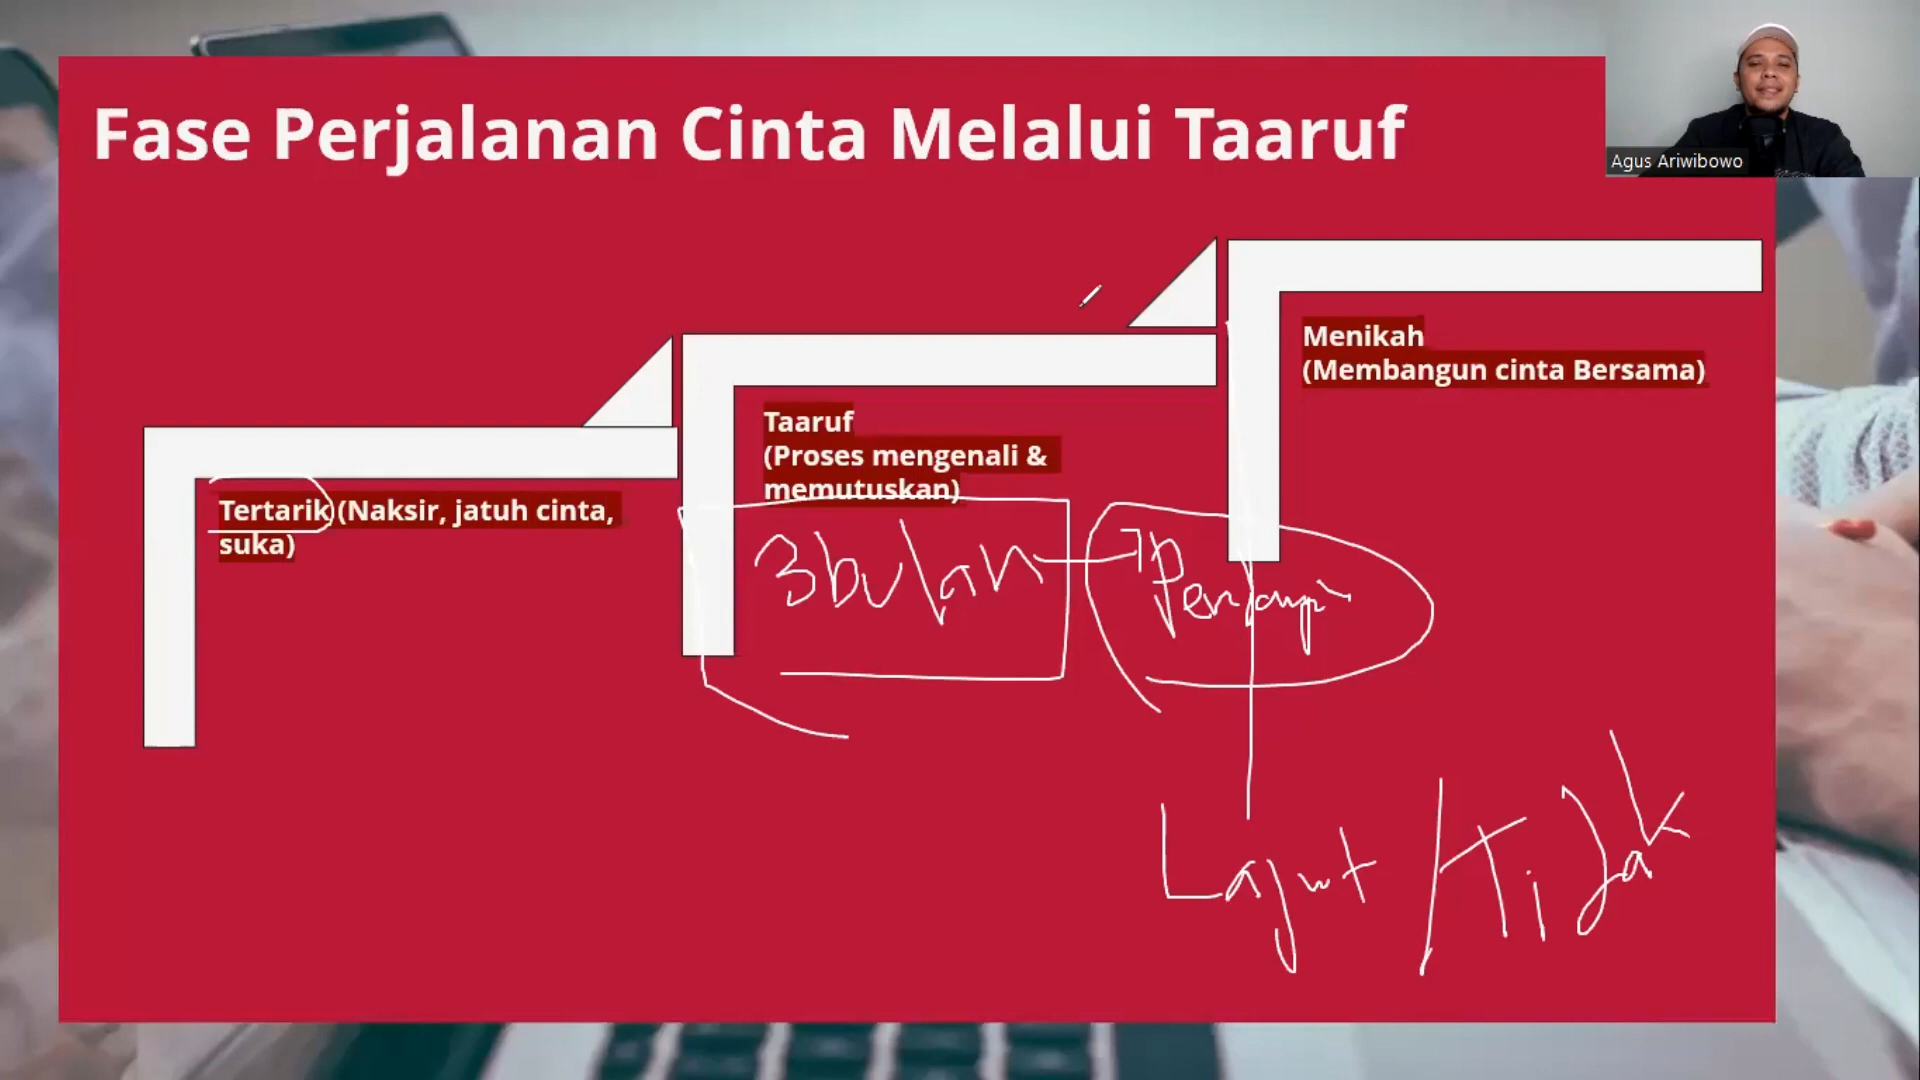 Fase Perjalanan Cinta Melalui Taaruf
Agus Ariwibowo
Menikah
(Membangun cinta Bersama)
Taaruf
(Proses mengenali &
memutuskan)
Tertarik (Naksir, jatuh cinta,
suka)
3bulan
Lajut / tidak